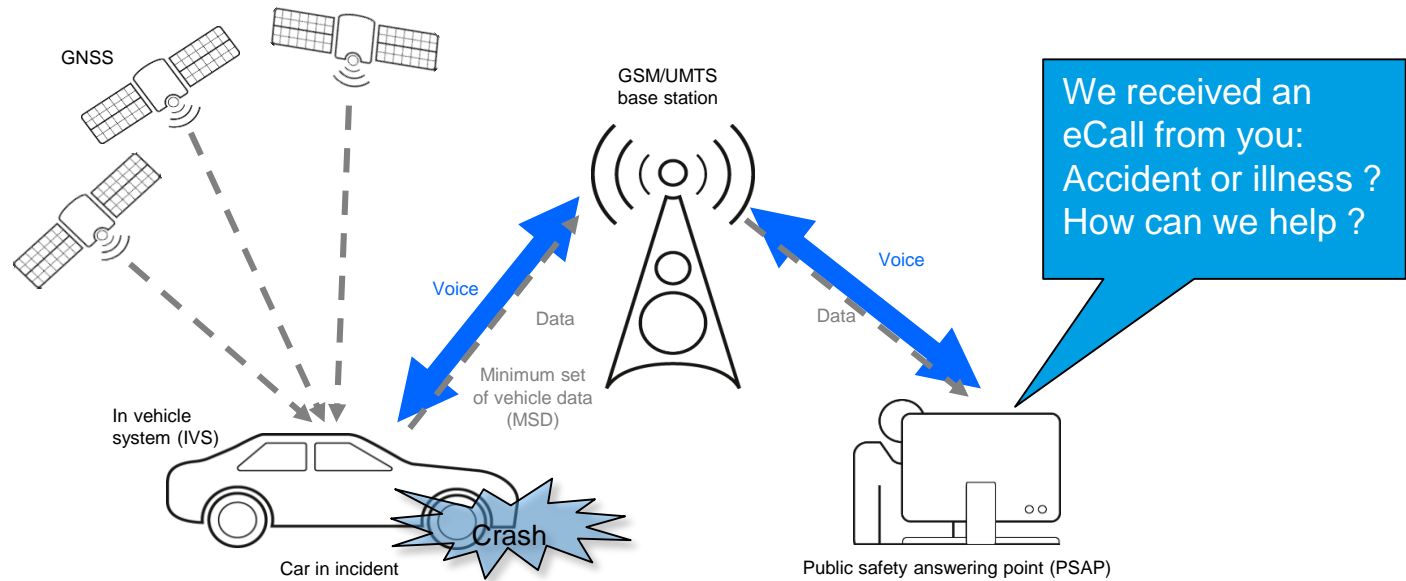 GNSS
GSM/UMTS
base station
We received an
eCall from you:
Accident or illness ?
How can we help ?
Voice
Data
Minimum set
of vehicle data
(MSD)
Voice
Data
In vehicle
system (IVS)
Crash
Car in incident
Public safety answering point (PSAP)